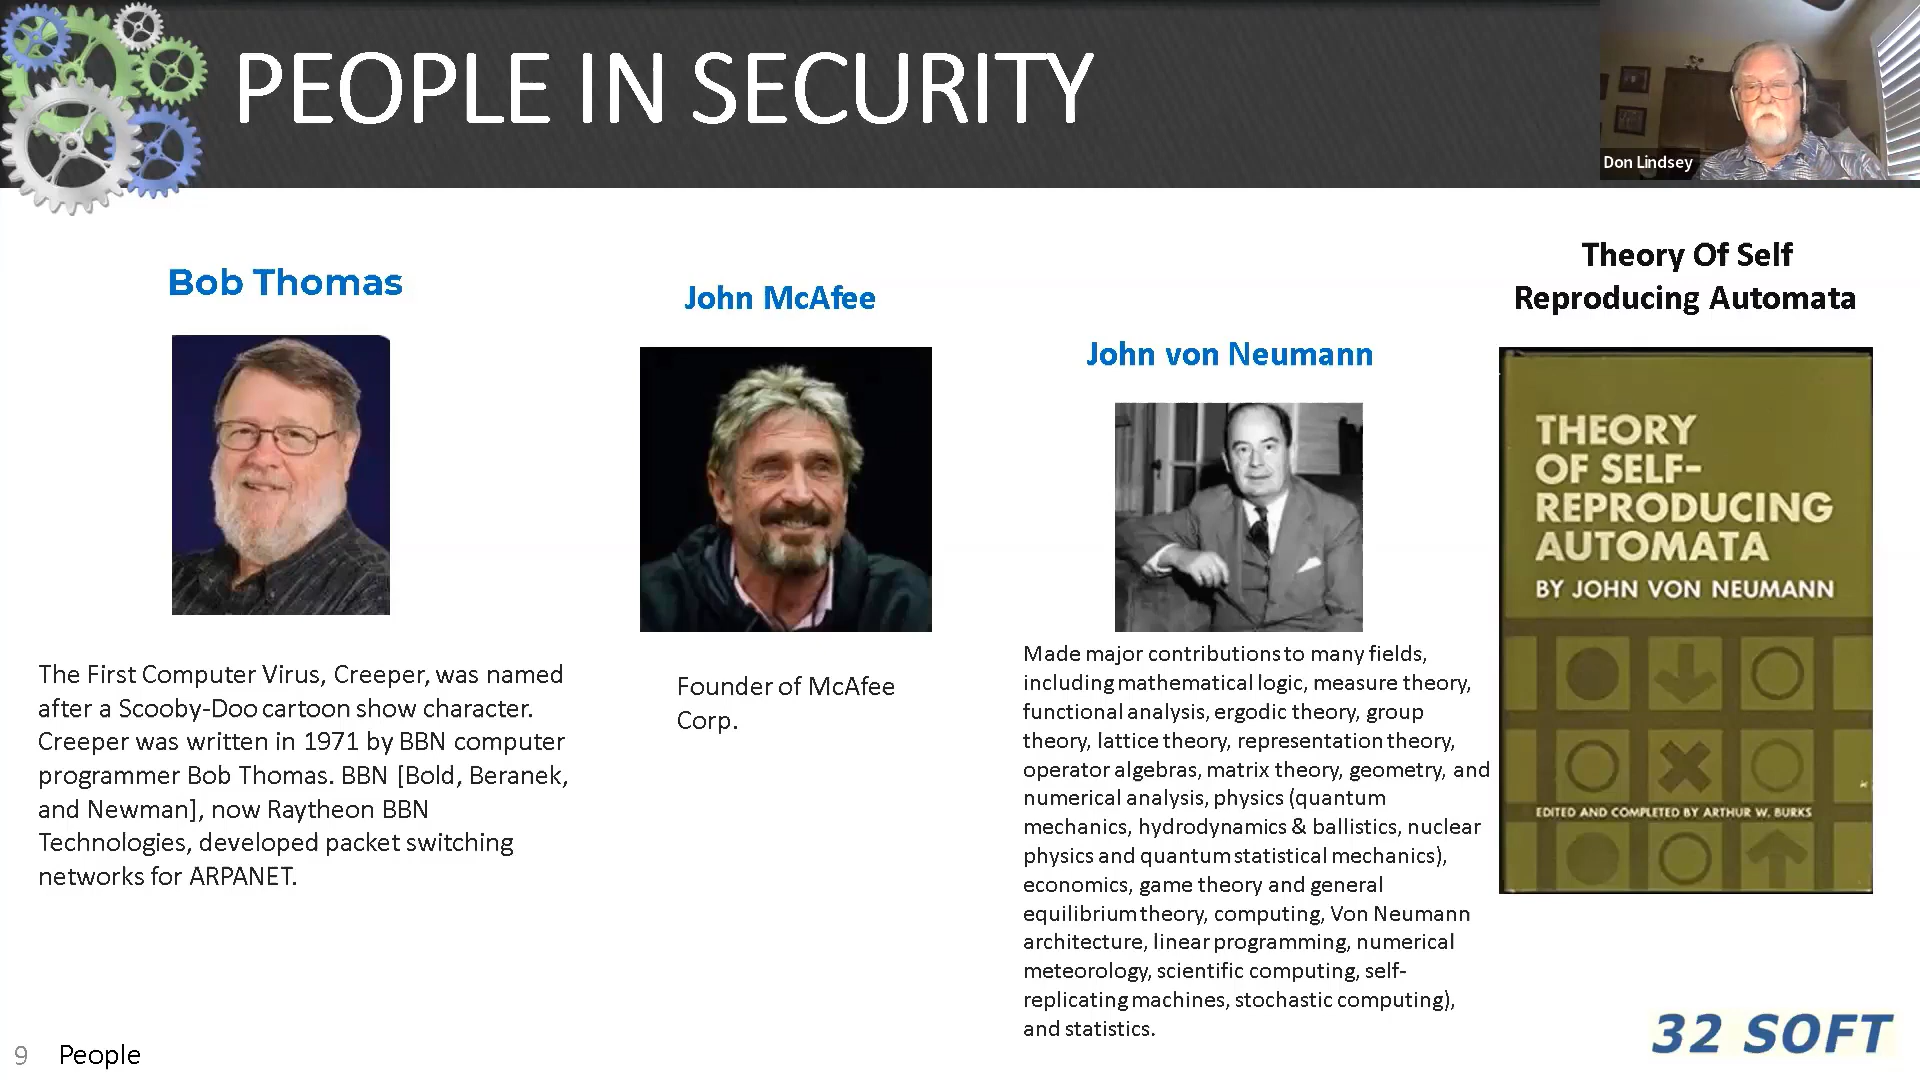 PEOPLE IN SECURITY
Don Lindsey
Bob Thomas
The First Computer Virus, Creeper, was named
after a Scooby-Doo cartoon show character.
Creeper was written in 1971 by BBN computer
programmer Bob Thomas. BBN [Bold, Beranek,
and Newman], now Raytheon BBN
Technologies, developed packet switching
networks for ARPANET.
John McAfee
Founder of McAfee
Corp.
John von Neumann
Made major contributions to many fields,
including mathematical logic, measure theory,
functional analysis, ergodic theory, group
theory, lattice theory, representation theory,
operator algebras, matrix theory, geometry, and
numerical analysis, physics (quantum
mechanics, hydrodynamics & ballistics, nuclear
physics and quantum statistical mechanics),
economics, game theory and general
equilibrium theory, computing, Von Neumann
architecture, linear programming, numerical
meteorology, scientific computing, self-
replicating machines, stochastic computing),
and statistics.
Theory Of Self
Reproducing Automata
THEORY
OF SELF-
REPRODUCING
AUTOMATA
BY JOHN VON NEUMANN
EDITED AND COMPLETED BY ARTHUR W. BURKS
9 People
32 SOFT